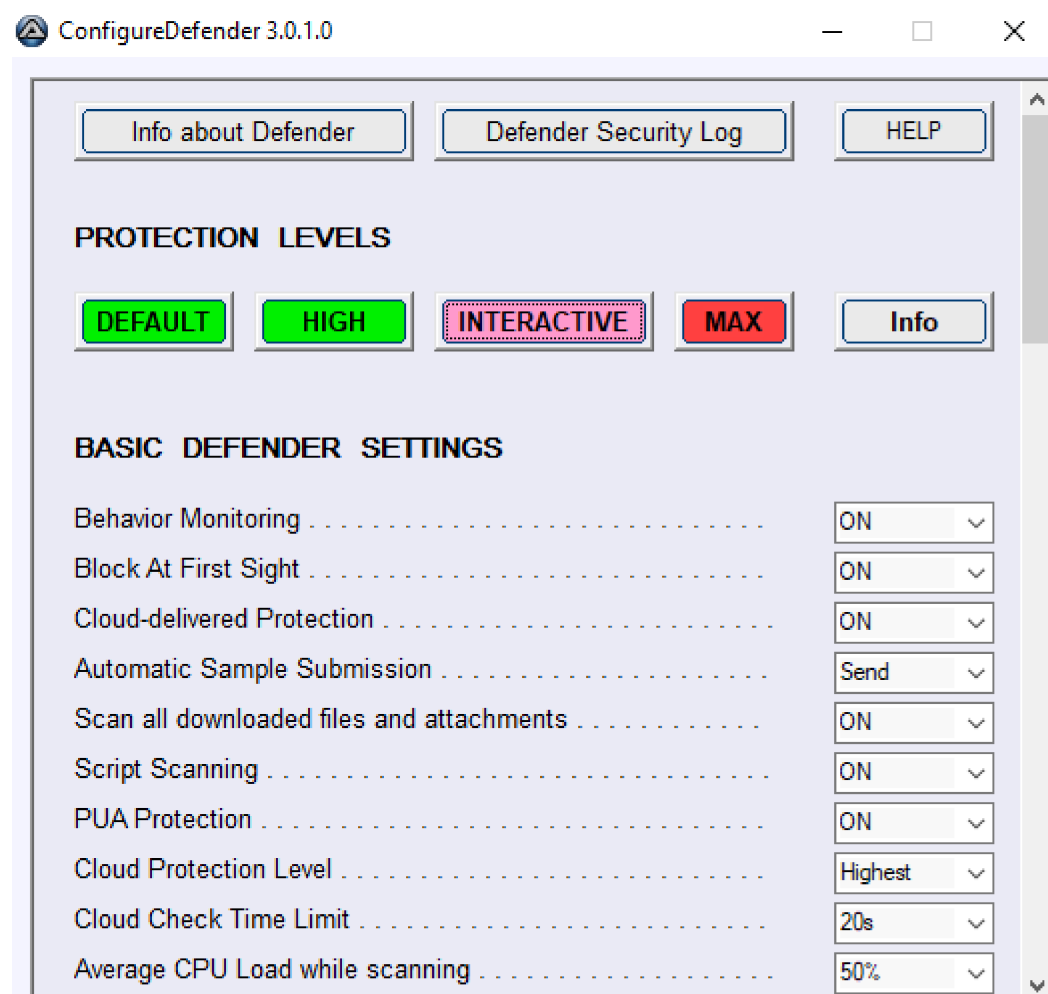 ConfigureDefender 3.0.1.0
Info about Defender Defender Security Log HELP
PROTECTION LEVELS
DEFAULT HIGH INTERACTIVE MAX Info
BASIC DEFENDER SETTINGS
Behavior Monitoring . . . . . . . . . . . . . . . . . . . . . . . . . . . . . ON
Block At First Sight . . . . . . . . . . . . . . . . . . . . . . . . . . . . . ON
Cloud-delivered Protection . . . . . . . . . . . . . . . . . . . . . . . . . ON
Automatic Sample Submission . . . . . . . . . . . . . . . . . . . . . Send
Scan all downloaded files and attachments . . . . . . . . . . . . ON
Script Scanning . . . . . . . . . . . . . . . . . . . . . . . . . . . . . . . . ON
PUA Protection . . . . . . . . . . . . . . . . . . . . . . . . . . . . . . . . ON
Cloud Protection Level . . . . . . . . . . . . . . . . . . . . . . . . . . . Highest
Cloud Check Time Limit . . . . . . . . . . . . . . . . . . . . . . . . . . 20s
Average CPU Load while scanning . . . . . . . . . . . . . . . . . . . 50%